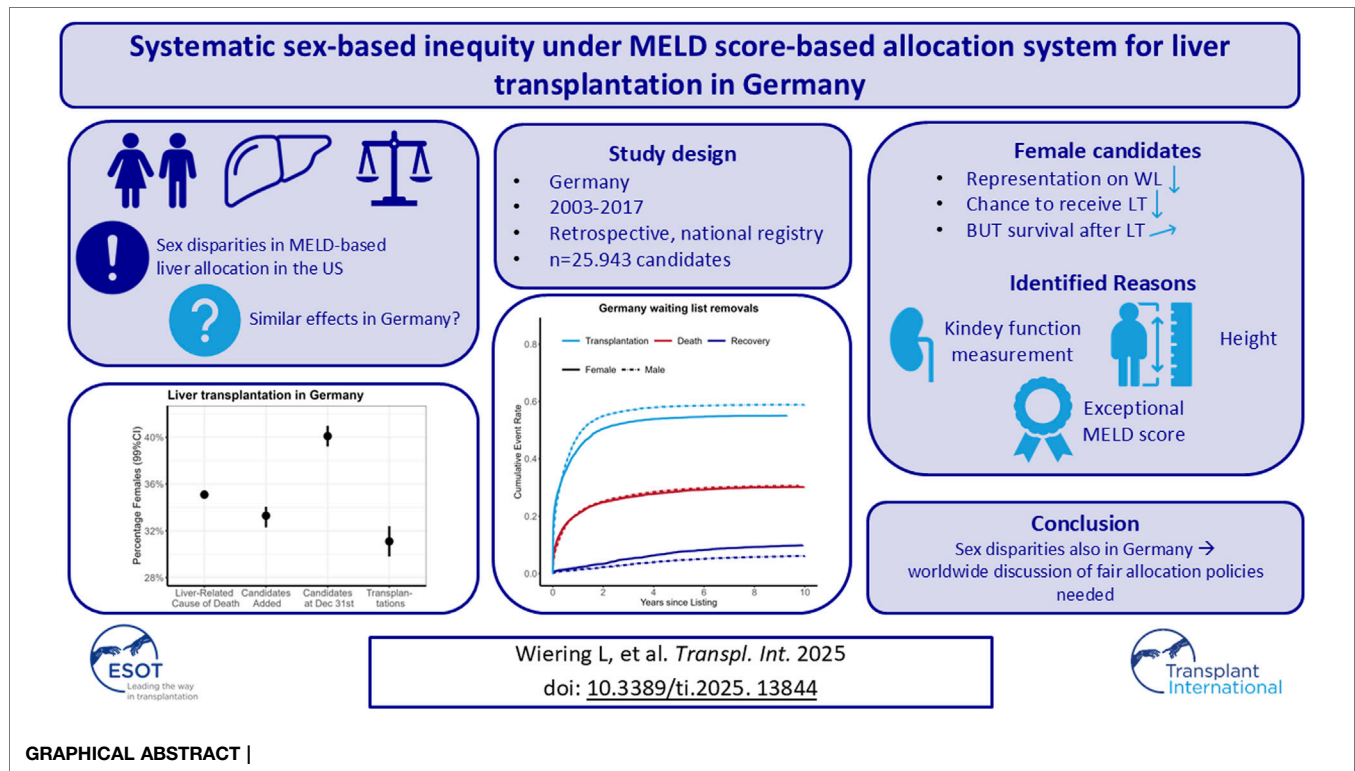 Systematic sex-based inequity under MELD score-based allocation system for liver
transplantation in Germany
!
Sex disparities in MELD-based
liver allocation in the US
?
Similar effects in Germany?
Liver transplantation in Germany
Percentage Females (99%CI)
40%
36%
32%
28%
Liver-Related
Cause of Death
Candidates
Added
Candidates
at Dec 31st
Transplan-
tations
Study design
• Germany
• 2003-2017
• Retrospective, national registry
• n=25.943 candidates
Germany waiting list removals
Transplantation Death Recovery
Female Male
Cumulative Event Rate
0.8
0.6
0.4
0.2
0.0
0 2 4 6 8 10
Years since Listing
Female candidates
• Representation on WL ↓
• Chance to receive LT ↓
• BUT survival after LT →
Identified Reasons
Kindey function
measurement
Height
Exceptional
MELD score
Conclusion
Sex disparities also in Germany →
worldwide discussion of fair allocation policies
needed
ESOT
Leading the way
in transplantation
Wiering L, et al. Transpl. Int. 2025
doi: 10.3389/ti.2025. 13844
Transplant
International
GRAPHICAL ABSTRACT |